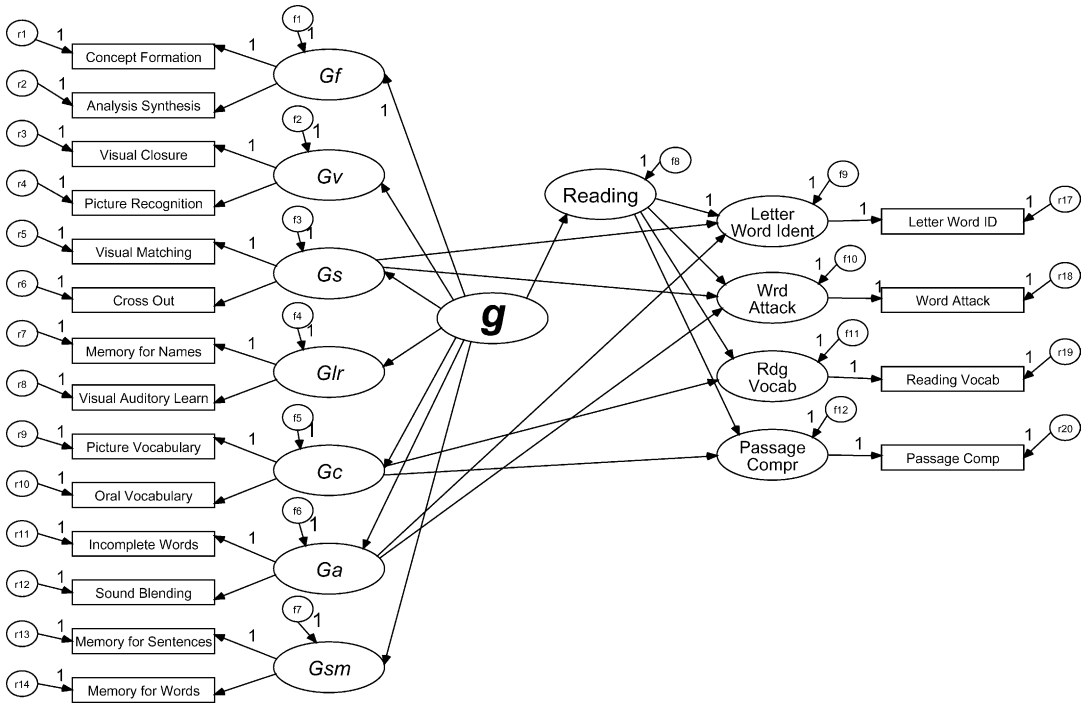 r1
1
Concept Formation
1
f1
1
Gf
r2
1
Analysis Synthesis
1
r3
1
Visual Closure
1
f2
1
Gv
r4
1
Picture Recognition
r5
1
Visual Matching
1
f3
1
Gs
r6
1
Cross Out
r7
1
Memory for Names
1
f4
1
Glr
r8
1
Visual Auditory Learn
r9
1
Picture Vocabulary
1
f5
1
Gc
r10
1
Oral Vocabulary
r11
1
Incomplete Words
1
f6
1
Ga
r12
1
Sound Blending
r13
1
Memory for Sentences
1
f7
1
Gsm
r14
1
Memory for Words
g
Reading
1
f8
1
Letter
Word Ident
1
f9
1
Letter Word ID
1
r17
Wrd
Attack
1
f10
1
Word Attack
1
r18
Rdg
Vocab
1
f11
1
Reading Vocab
1
r19
Passage
Compr
1
f12
1
Passage Comp
1
r20